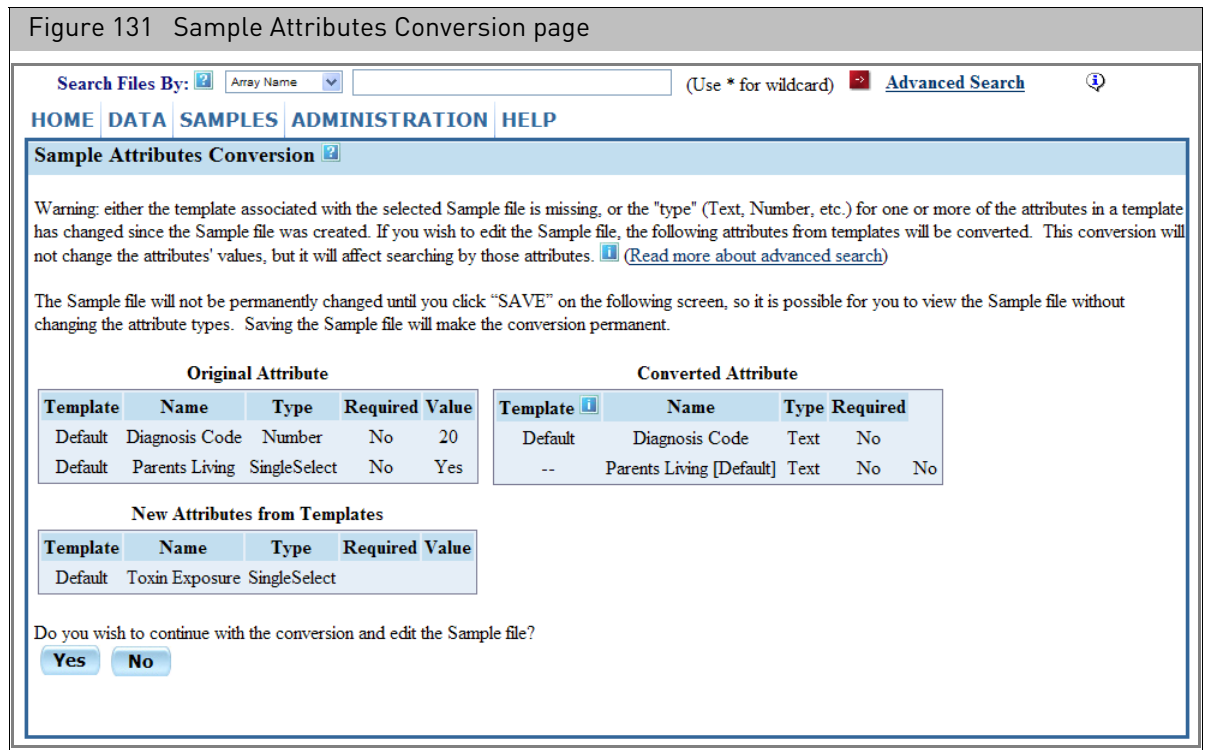 Figure 131 Sample Attributes Conversion page
Search Files By: ? Array Name (Use * for wildcard) Advanced Search
HOME DATA SAMPLES ADMINISTRATION HELP
Sample Attributes Conversion ?
Warning: either the template associated with the selected Sample file is missing, or the "type" (Text, Number, etc.) for one or more of the attributes in a template
has changed since the Sample file was created. If you wish to edit the Sample file, the following attributes from templates will be converted. This conversion will
not change the attributes' values, but it will affect searching by those attributes. i (Read more about advanced search)
The Sample file will not be permanently changed until you click “SAVE” on the following screen, so it is possible for you to view the Sample file without
changing the attribute types. Saving the Sample file will make the conversion permanent.
Original Attribute
Template Name Type Required Value
Default Diagnosis Code Number No 20
Default Parents Living SingleSelect No Yes
Converted Attribute
Template i Name Type Required
Default Diagnosis Code Text No
-- Parents Living [Default] Text No No
New Attributes from Templates
Template Name Type Required Value
Default Toxin Exposure SingleSelect
Do you wish to continue with the conversion and edit the Sample file?
Yes No